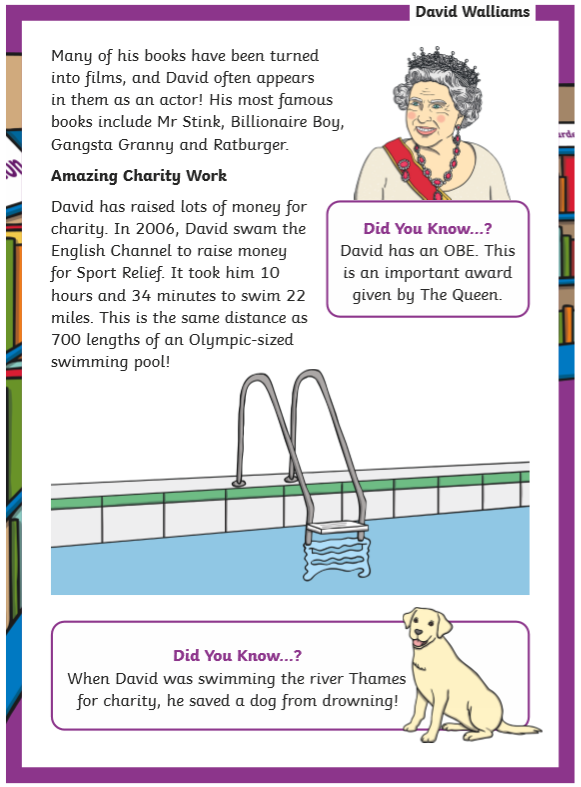 David Walliams
Many of his books have been turned
into films, and David often appears
in them as an actor! His most famous
books include Mr Stink, Billionaire Boy,
Gangsta Granny and Ratburger.
Amazing Charity Work
David has raised lots of money for
charity. In 2006, David swam the
English Channel to raise money
for Sport Relief. It took him 10
hours and 34 minutes to swim 22
miles. This is the same distance as
700 lengths of an Olympic-sized
swimming pool!
Did You Know...?
David has an OBE. This
is an important award
given by The Queen.
Did You Know...?
When David was swimming the river Thames
for charity, he saved a dog from drowning!